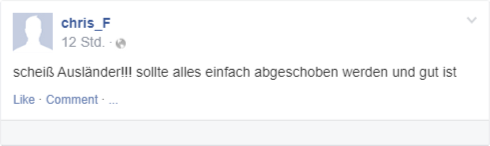 chris_F
12 Std. ·
scheiß Ausländer!!! sollte alles einfach abgeschoben werden und gut ist
Like · Comment · ...